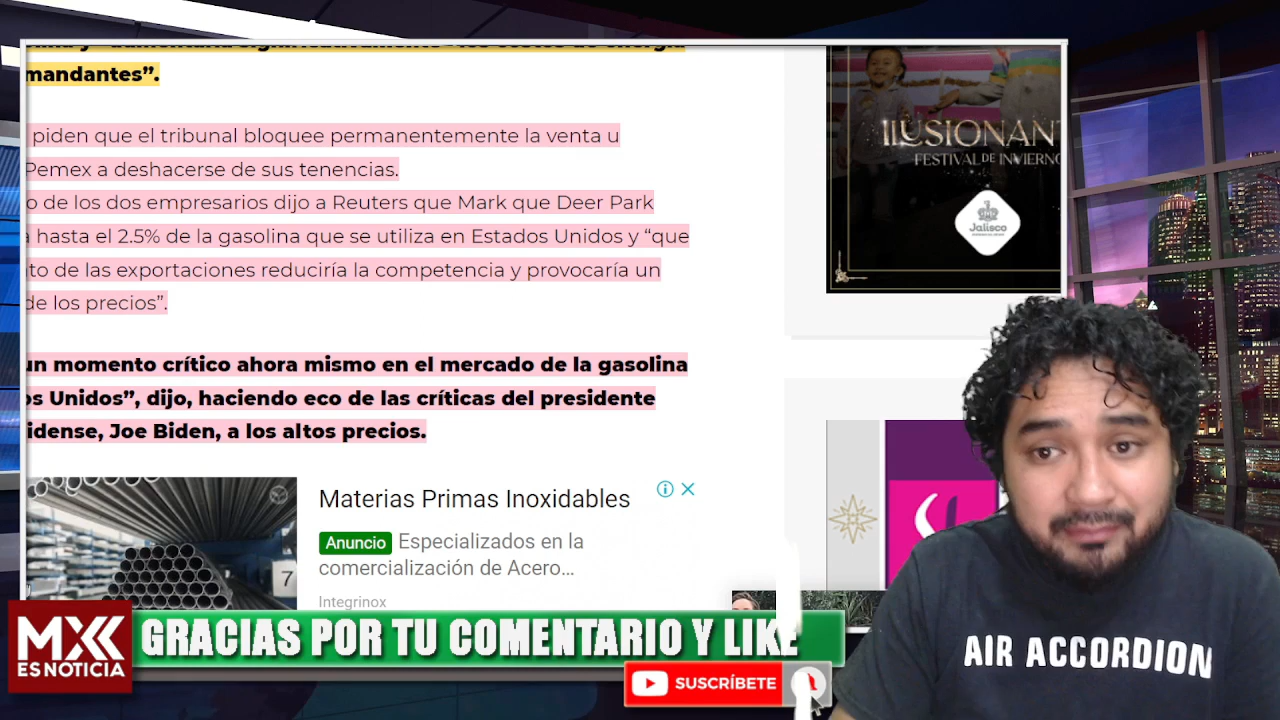 mandantes”.
piden que el tribunal bloquee permanentemente la venta u
Pemex a deshacerse de sus tenencias.
o de los dos empresarios dijo a Reuters que Mark que Deer Park
a hasta el 2.5% de la gasolina que se utiliza en Estados Unidos y “que
to de las exportaciones reduciría la competencia y provocaría un
de los precios”.
un momento crítico ahora mismo en el mercado de la gasolina
os Unidos”, dijo, haciendo eco de las críticas del presidente
idense, Joe Biden, a los altos precios.
ILUSIONANT
FESTIVAL DE INVIERNO
Jalisco
Materias Primas Inoxidables
Anuncio Especializados en la
comercialización de Acero...
Integrinox
7
MX
ES NOTICIA
GRACIAS POR TU COMENTARIO Y LIKE
SUSCRÍBETE
AIR ACCORDION